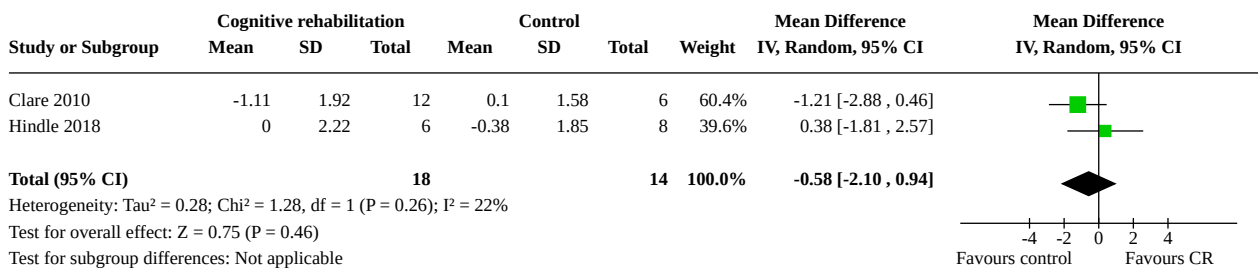 Cognitive rehabilitation Control Mean Difference Mean Difference
Study or Subgroup Mean SD Total Mean SD Total Weight IV, Random, 95% CI IV, Random, 95% CI
Clare 2010 -1.11 1.92 12 0.1 1.58 6 60.4% -1.21 [-2.88 , 0.46]
Hindle 2018 0 2.22 6 -0.38 1.85 8 39.6% 0.38 [-1.81 , 2.57]
Total (95% CI) 18 14 100.0% -0.58 [-2.10 , 0.94]
Heterogeneity: Tau² = 0.28; Chi² = 1.28, df = 1 (P = 0.26); I² = 22%
Test for overall effect: Z = 0.75 (P = 0.46) -4 -2 0 2 4
Test for subgroup differences: Not applicable Favours control Favours CR